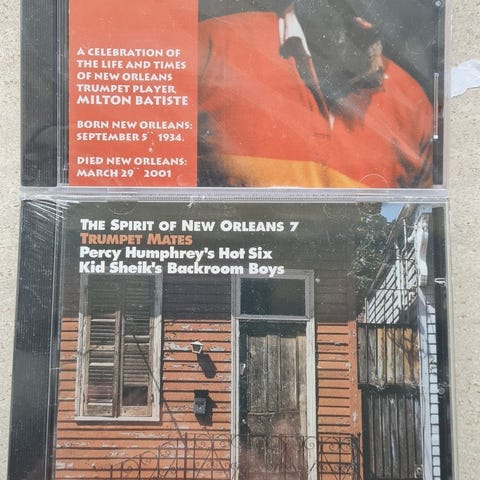 A CELEBRATION OF
THE LIFE AND TIMES
OF NEW ORLEANS
TRUMPET PLAYER,
MILTON BATISTE
BORN NEW ORLEANS:
SEPTEMBER 5TH 1934.
DIED NEW ORLEANS:
MARCH 29TH 2001
THE SPIRIT OF NEW ORLEANS 7
TRUMPET MATES
Percy Humphrey's Hot Six
Kid Sheik's Backroom Boys